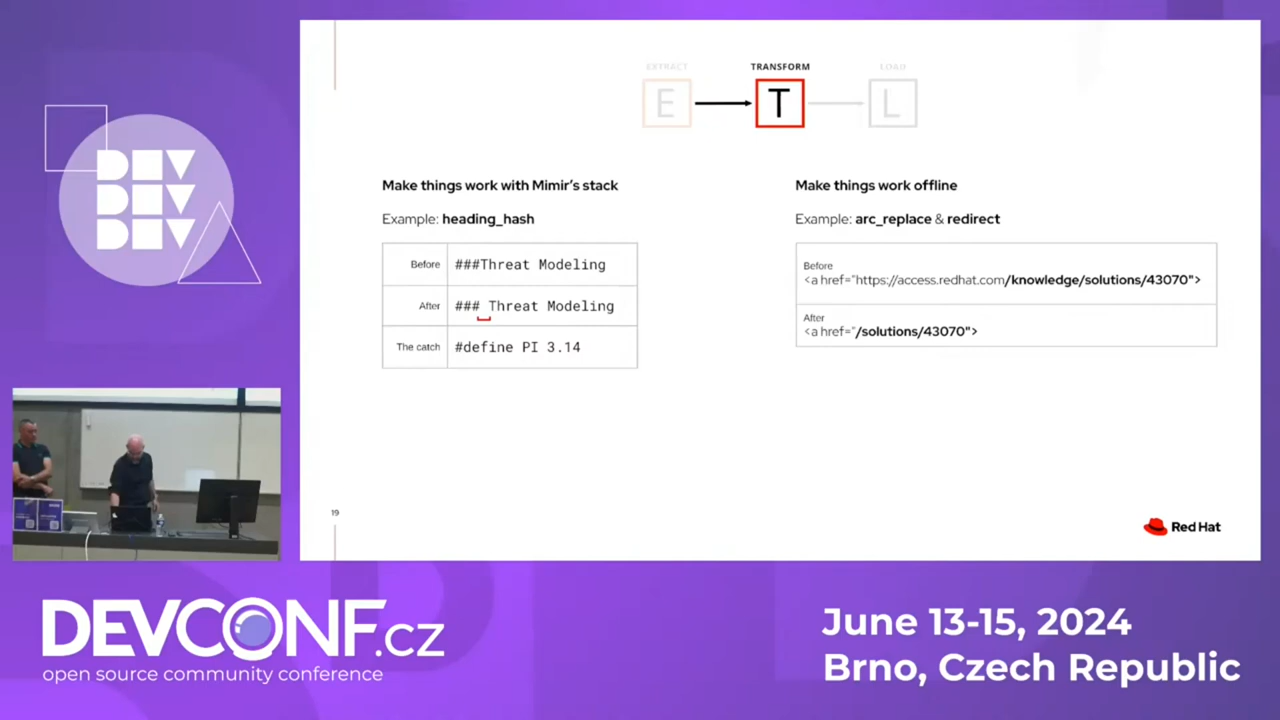 EXTRACT
TRANSFORM
LOAD
E
T
L
DEV
DEV
DEV
Make things work with Mimir's stack
Example: heading_hash
Before ###Threat Modeling
After ### Threat Modeling
The catch #define PI 3.14
Make things work offline
Example: arc_replace & redirect
Before
<a href="https://access.redhat.com/knowledge/solutions/43070">
After
<a href="/solutions/43070">
19
Red Hat
DEVCONF.cz
open source community conference
June 13-15, 2024
Brno, Czech Republic